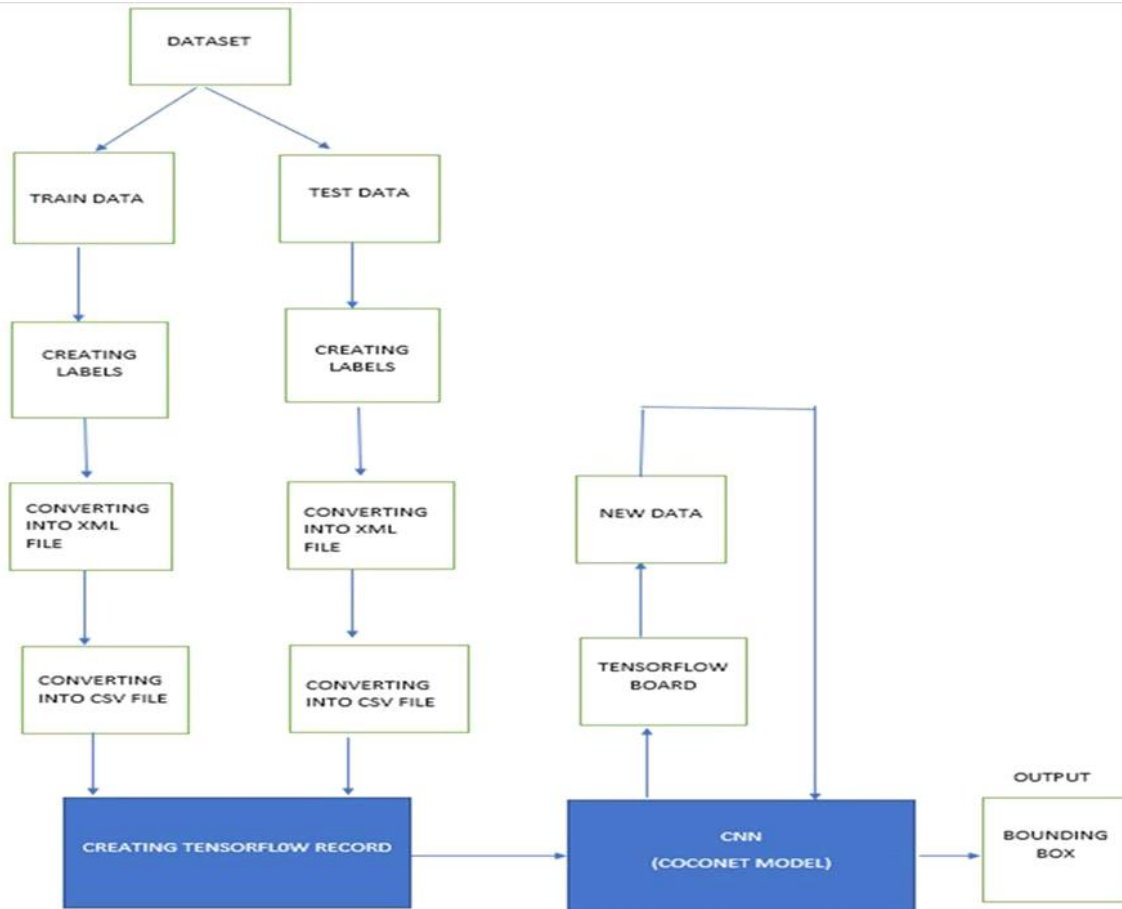 DATASET
TRAIN DATA
TEST DATA
CREATING
LABELS
CREATING
LABELS
CONVERTING
INTO XML
FILE
CONVERTING
INTO XML
FILE
NEW DATA
CONVERTING
INTO CSV FILE
CONVERTING
INTO CSV FILE
TENSORFLOW
BOARD
CREATING TENSORFLOW RECORD
CNN
(COCONET MODEL)
OUTPUT
BOUNDING
BOX